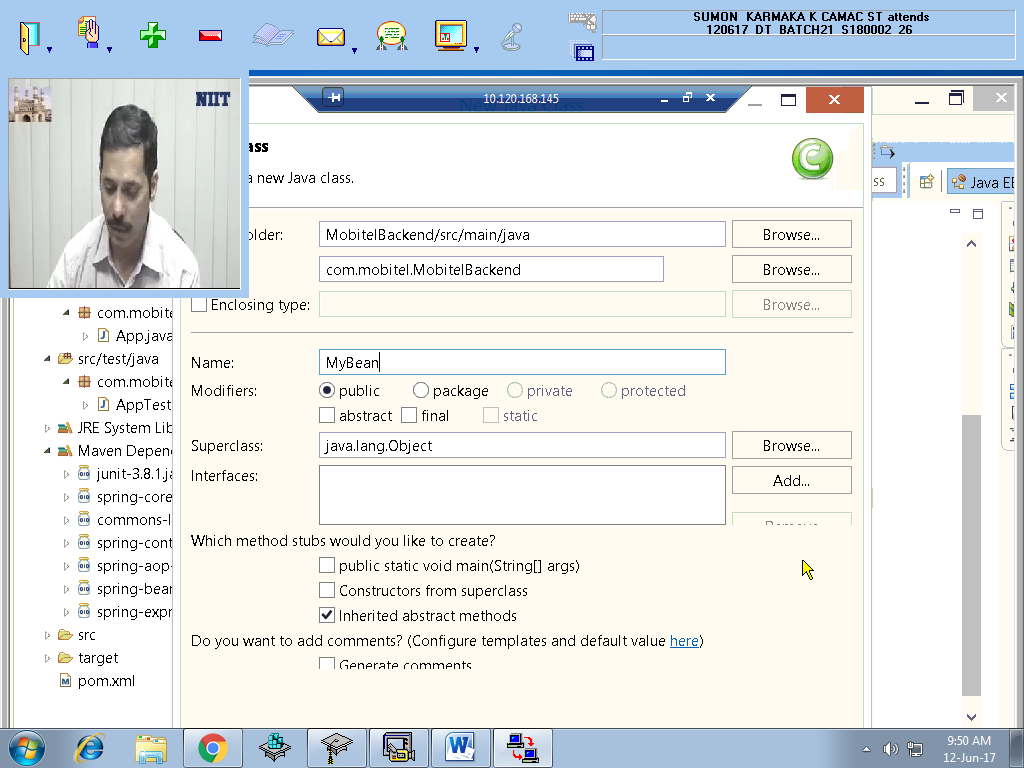 SUMON KARMAKA K CAMAC ST attends
120617 DT BATCH21 S180002 26
NIIT
10.120.168.145
ass
a new Java class.
ss
Java EE
older:
MobitelBackend/src/main/java
Browse...
com.mobitel.MobitelBackend
Browse...
Enclosing type:
Browse...
com.mobite
App.java
src/test/java
com.mobite
AppTest
JRE System Lib
Maven Depen
junit-3.8.1.ja
spring-core
commons-l
spring-cont
spring-aop-
spring-bear
spring-expr
src
target
pom.xml
Name:
MyBean
Modifiers:
public
package
private
protected
abstract
final
static
Superclass:
java.lang.Object
Browse...
Interfaces:
Add...
Remove
Which method stubs would you like to create?
public static void main(String[] args)
Constructors from superclass
Inherited abstract methods
Do you want to add comments? (Configure templates and default value here)
Generate comments
9:50 AM
12-Jun-17